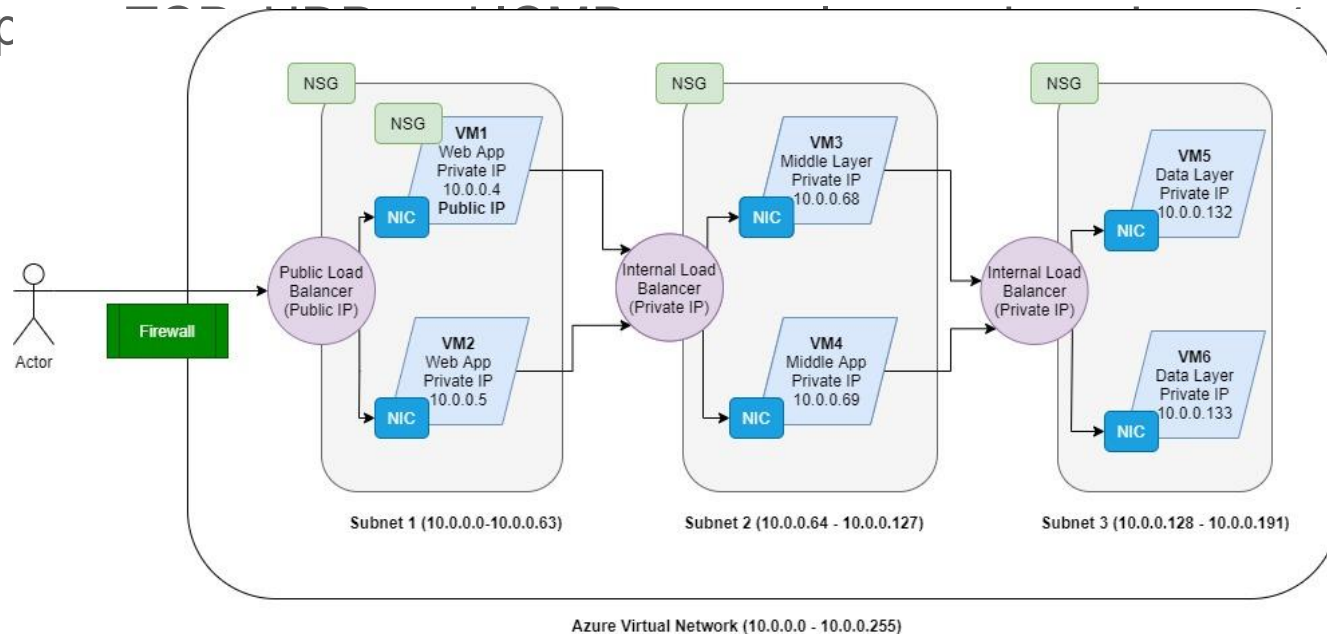 NSG
NSG
VM1
Web App
Private IP
10.0.0.4
Public IP
NIC
Public Load
Balancer
(Public IP)
VM2
Web App
Private IP
10.0.0.5
NIC
Firewall
Actor
Subnet 1 (10.0.0.0-10.0.0.63)
NSG
VM3
Middle Layer
Private IP
10.0.0.68
NIC
Internal Load
Balancer
(Private IP)
VM4
Middle App
Private IP
10.0.0.69
NIC
Subnet 2 (10.0.0.64 - 10.0.0.127)
NSG
VM5
Data Layer
Private IP
10.0.0.132
NIC
Internal Load
Balancer
(Private IP)
VM6
Data Layer
Private IP
10.0.0.133
NIC
Subnet 3 (10.0.0.128 - 10.0.0.191)
Azure Virtual Network (10.0.0.0 - 10.0.0.255)